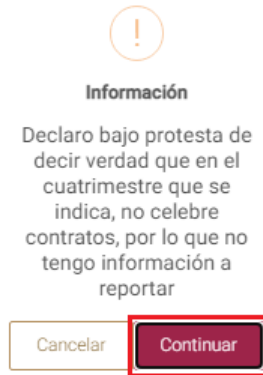 !
Información
Declaro bajo protesta de
decir verdad que en el
cuatrimestre que se
indica, no celebre
contratos, por lo que no
tengo información a
reportar
Cancelar
Continuar